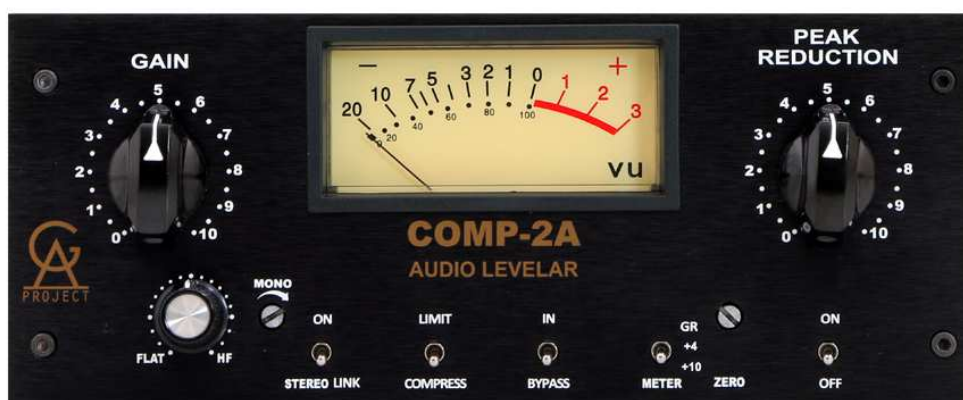 GAIN
0
1
2
3
4
5
6
7
8
9
10
−
+
20
10
7
5
3
2
1
0
1
2
3
0
20
40
60
80
100
VU
PEAK
REDUCTION
0
1
2
3
4
5
6
7
8
9
10
COMP-2A
AUDIO LEVELAR
GA
PROJECT
FLAT
HF
MONO
ON
STEREO LINK
LIMIT
COMPRESS
IN
BYPASS
GR
+4
+10
METER
ZERO
ON
OFF